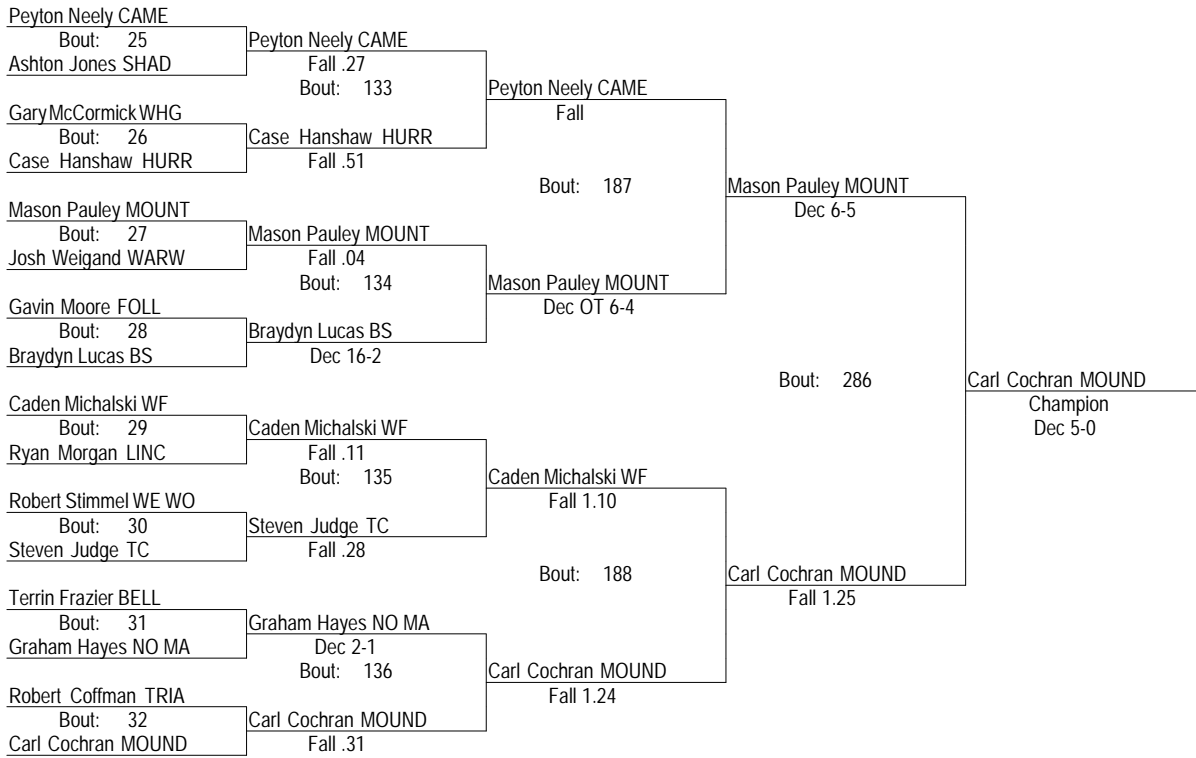 Peyton Neely CAME
Bout: 25
Ashton Jones SHAD
Gary McCormick WHG
Bout: 26
Case Hanshaw HURR
Mason Pauley MOUNT
Bout: 27
Josh Weigand WARW
Gavin Moore FOLL
Bout: 28
Braydyn Lucas BS
Caden Michalski WF
Bout: 29
Ryan Morgan LINC
Robert Stimmel WE WO
Bout: 30
Steven Judge TC
Terrin Frazier BELL
Bout: 31
Graham Hayes NO MA
Robert Coffman TRIA
Bout: 32
Carl Cochran MOUND
Peyton Neely CAME
Fall .27
Bout: 133
Case Hanshaw HURR
Fall .51
Mason Pauley MOUNT
Fall .04
Bout: 134
Braydyn Lucas BS
Dec 16-2
Caden Michalski WF
Fall .11
Bout: 135
Steven Judge TC
Fall .28
Graham Hayes NO MA
Dec 2-1
Bout: 136
Carl Cochran MOUND
Fall .31
Peyton Neely CAME
Fall
Bout: 187
Mason Pauley MOUNT
Dec OT 6-4
Caden Michalski WF
Fall 1.10
Bout: 188
Carl Cochran MOUND
Fall 1.24
Mason Pauley MOUNT
Dec 6-5
Bout: 286
Carl Cochran MOUND
Fall 1.25
Carl Cochran MOUND
Champion
Dec 5-0